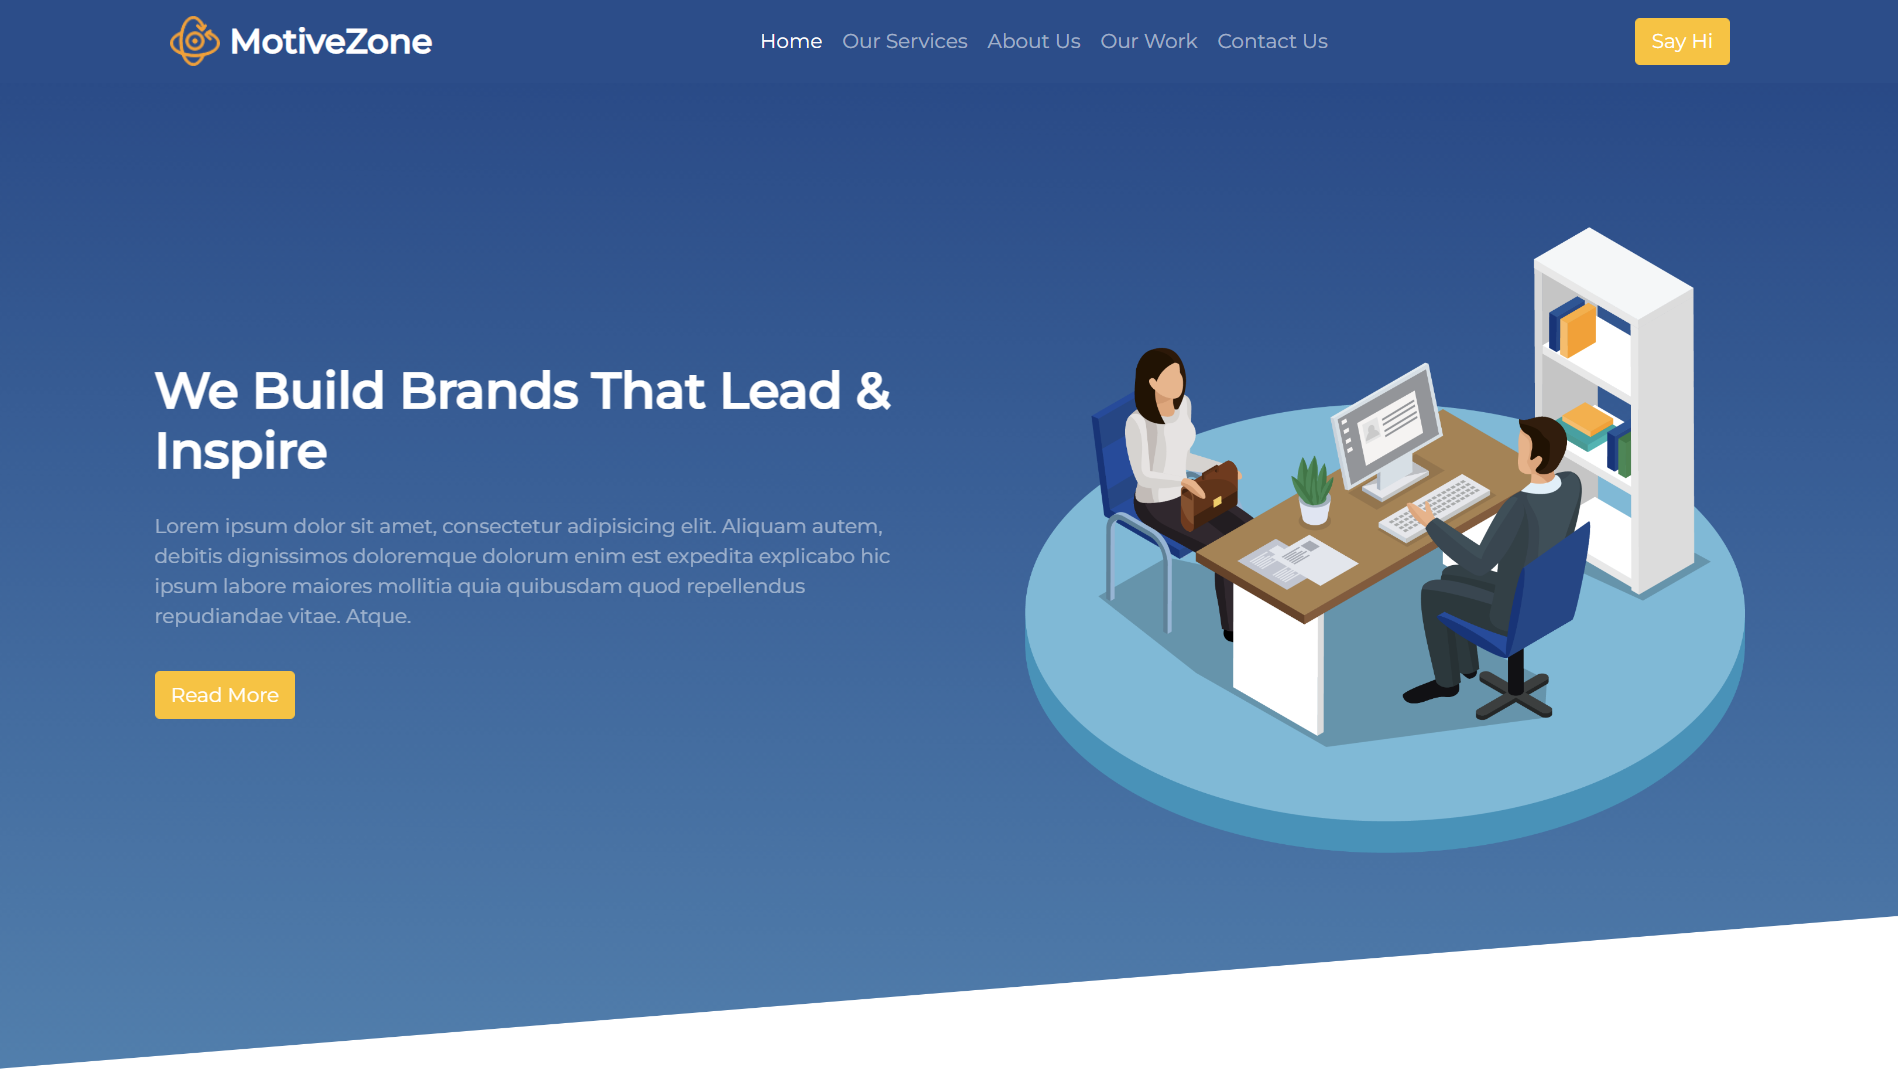 MotiveZone
Home Our Services About Us Our Work Contact Us
Say Hi
We Build Brands That Lead &
Inspire
Lorem ipsum dolor sit amet, consectetur adipisicing elit. Aliquam autem,
debitis dignissimos doloremque dolorum enim est expedita explicabo hic
ipsum labore maiores mollitia quia quibusdam quod repellendus
repudiandae vitae. Atque.
Read More